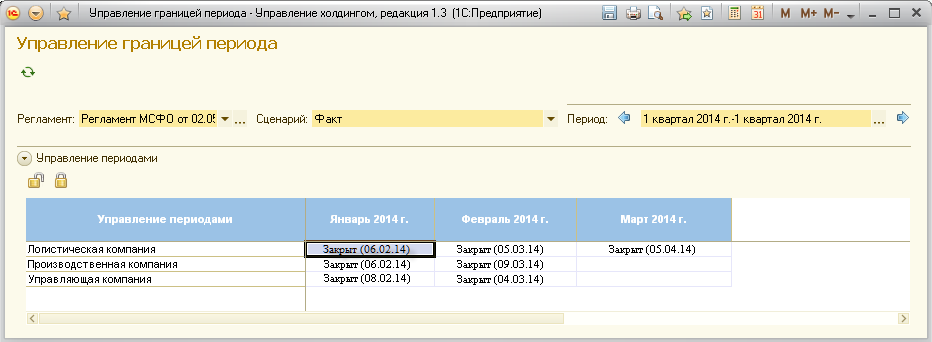 Управление границей периода - Управление холдингом, редакция 1.3 (1С:Предприятие)
M M+ M-
Управление границей периода
Регламент: Регламент МСФО от 02.05 ... Сценарий: Факт Период: 1 квартал 2014 г.-1 квартал 2014 г. ...
Управление периодами
Управление периодами Январь 2014 г. Февраль 2014 г. Март 2014 г.
Логистическая компания Закрыт (06.02.14) Закрыт (05.03.14) Закрыт (05.04.14)
Производственная компания Закрыт (06.02.14) Закрыт (09.03.14)
Управляющая компания Закрыт (08.02.14) Закрыт (04.03.14)